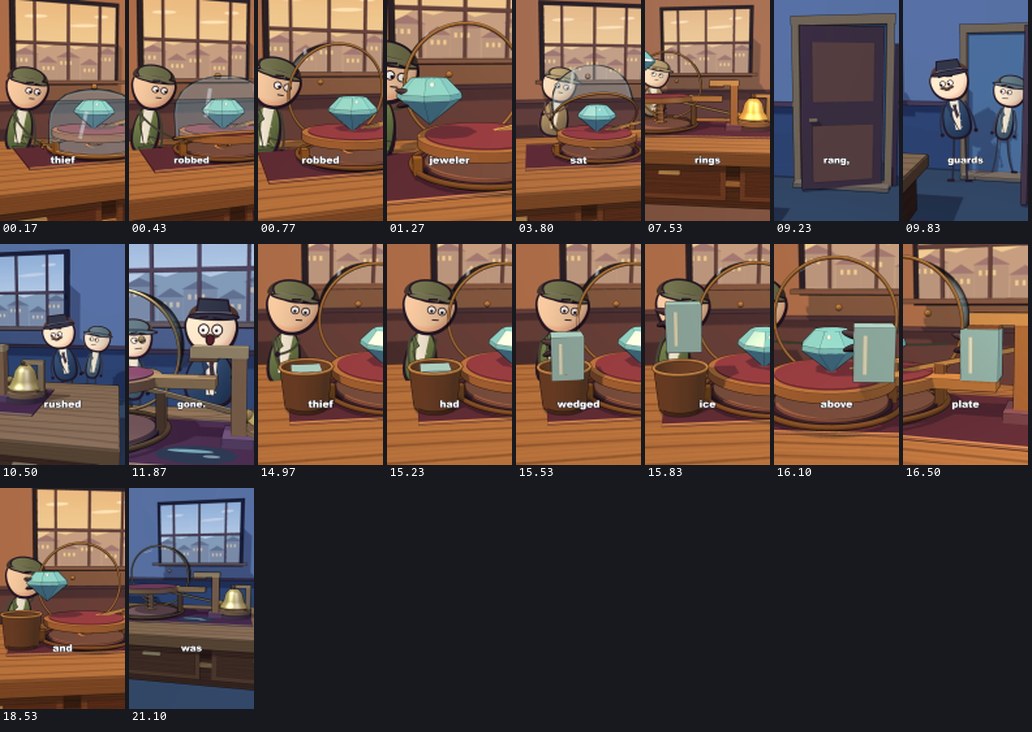 thief
robbed
robbed
jeweler
sat
rings
rang,
guards
00.17
00.43
00.77
01.27
03.80
07.53
09.23
09.83
rushed
gone.
thief
had
wedged
ice
above
plate
10.50
11.87
14.97
15.23
15.53
15.83
16.10
16.50
and
was
18.53
21.10